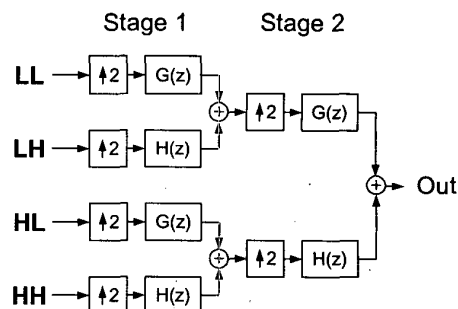 Stage 1 Stage 2
LL ↑2 G(z)
↑2 G(z)
LH ↑2 H(z)
Out
HL ↑2 G(z)
↑2 H(z)
HH ↑2 H(z)